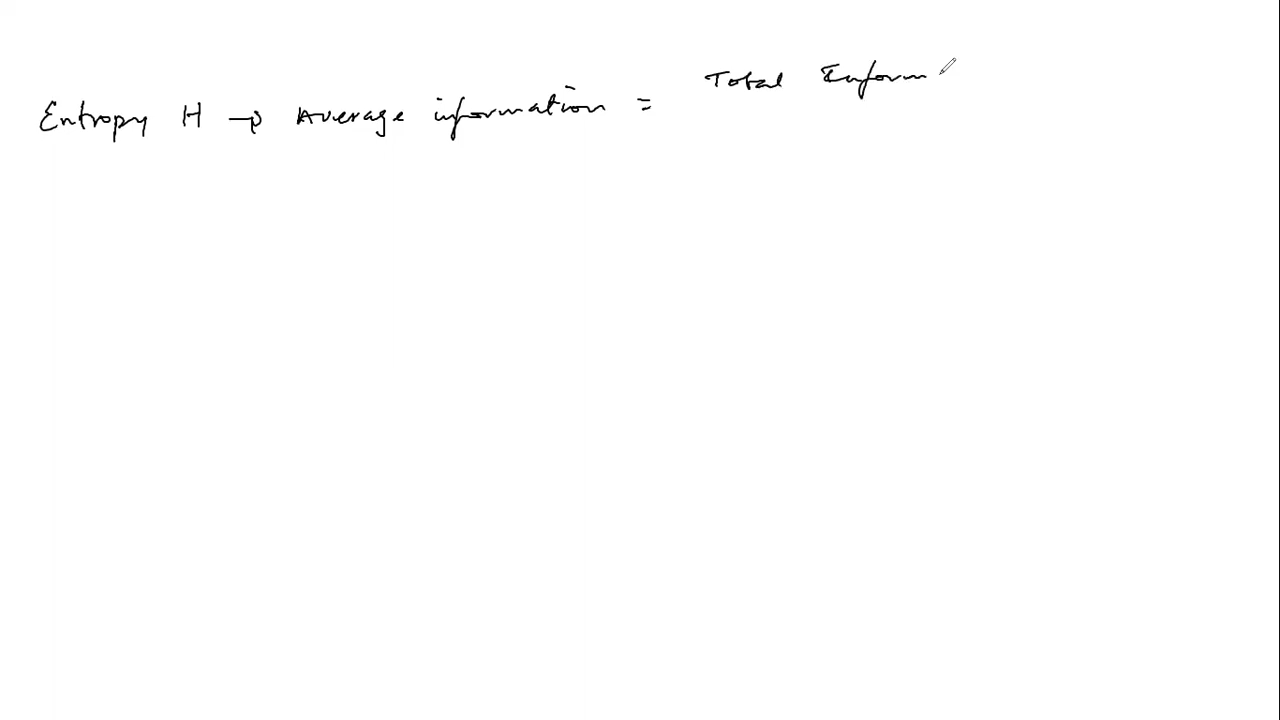 Entropy H → Average information = Total Inform